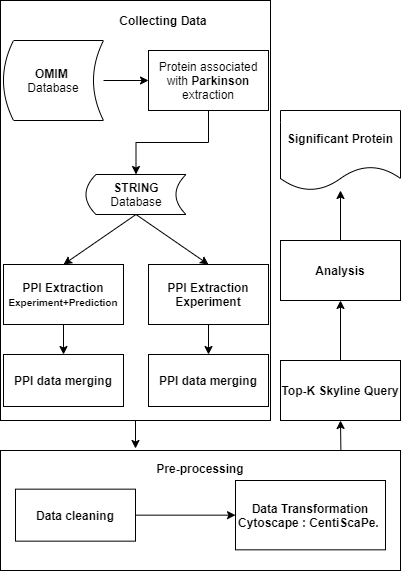 Collecting Data
OMIM
Database
Protein associated
with Parkinson
extraction
STRING
Database
PPI Extraction
Experiment+Prediction
PPI Extraction
Experiment
PPI data merging
PPI data merging
Significant Protein
Analysis
Top-K Skyline Query
Pre-processing
Data cleaning
Data Transformation
Cytoscape : CentiScaPe.